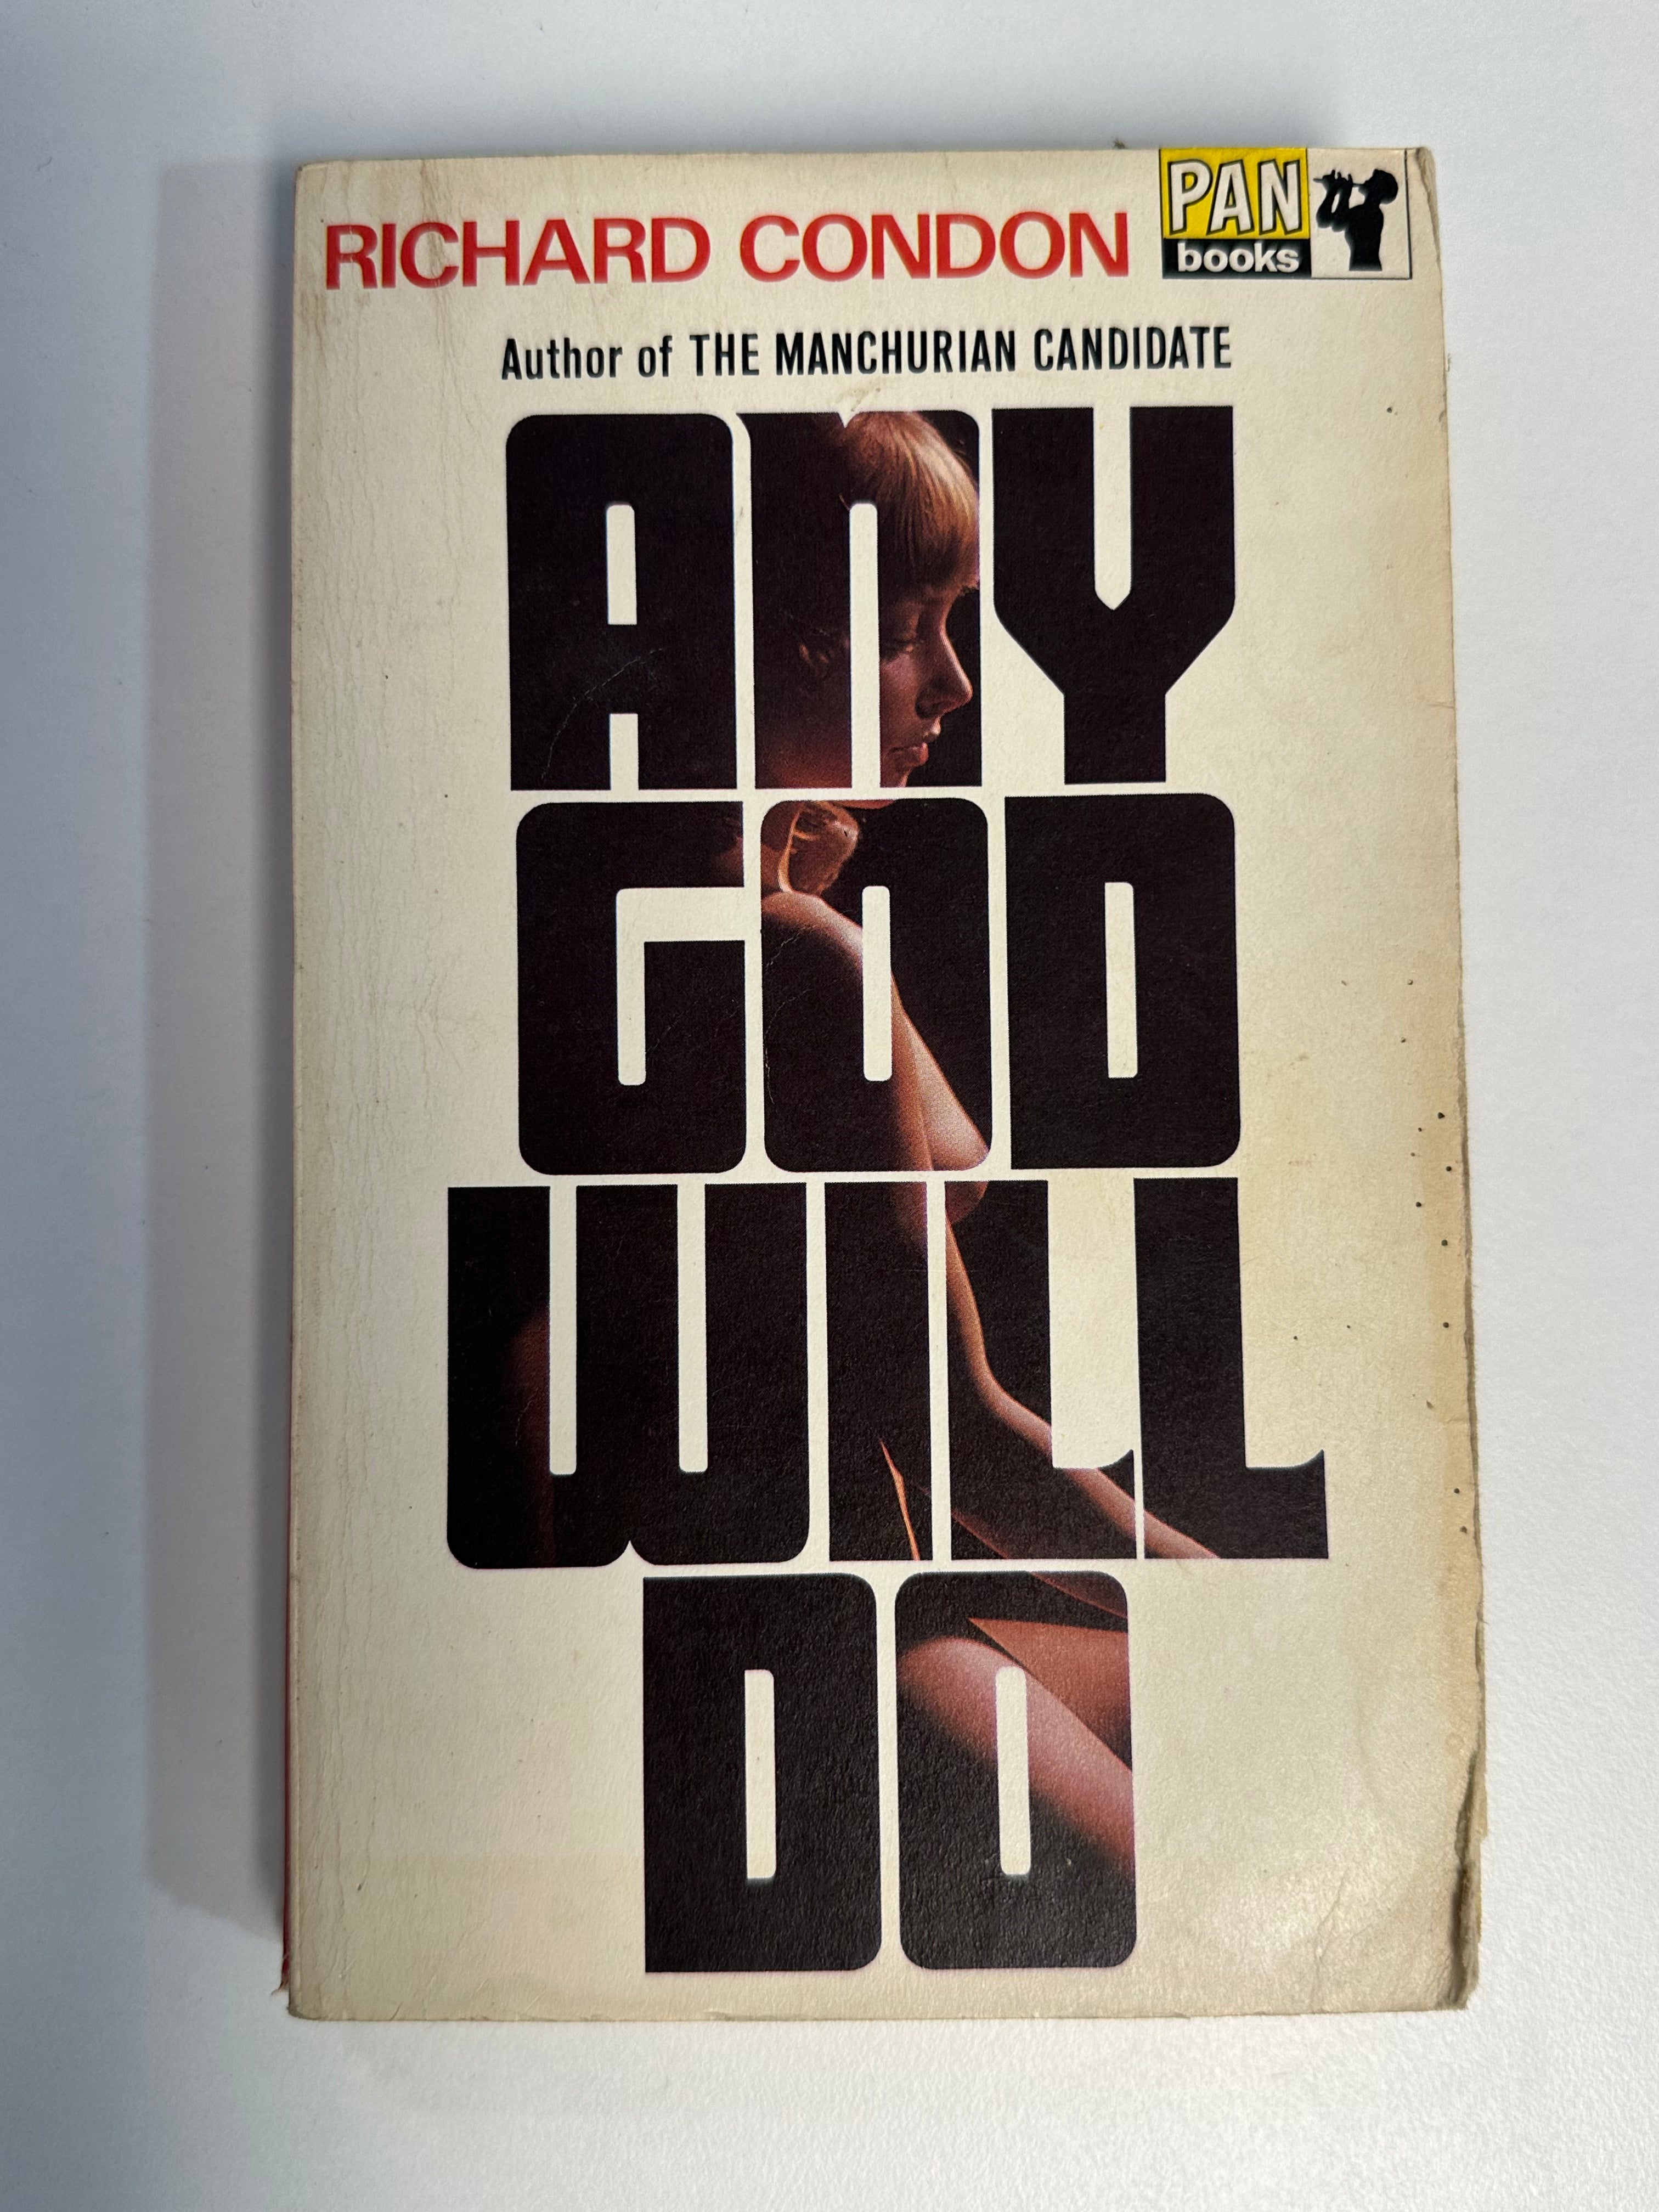 RICHARD CONDON
PAN
books
Author of THE MANCHURIAN CANDIDATE
ANY
GOD
WILL
DO